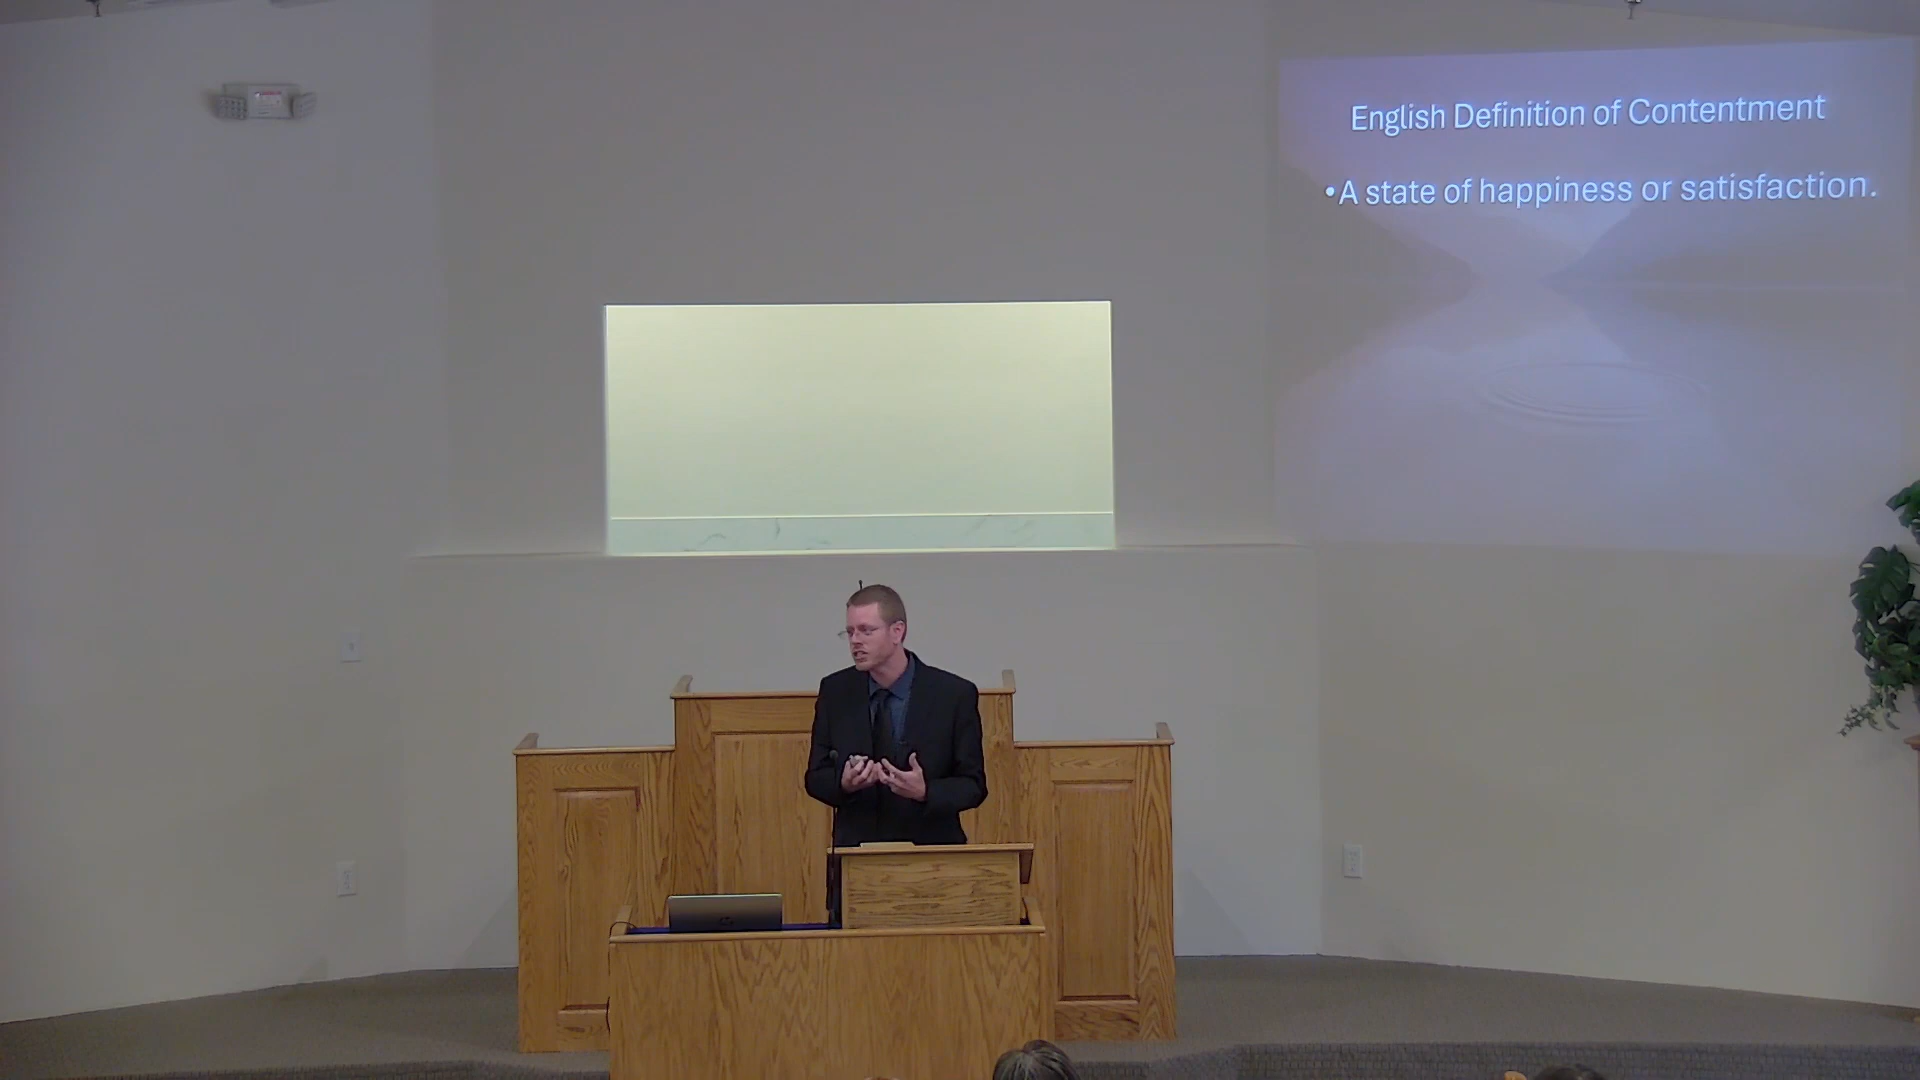 English Definition of Contentment
•A state of happiness or satisfaction.